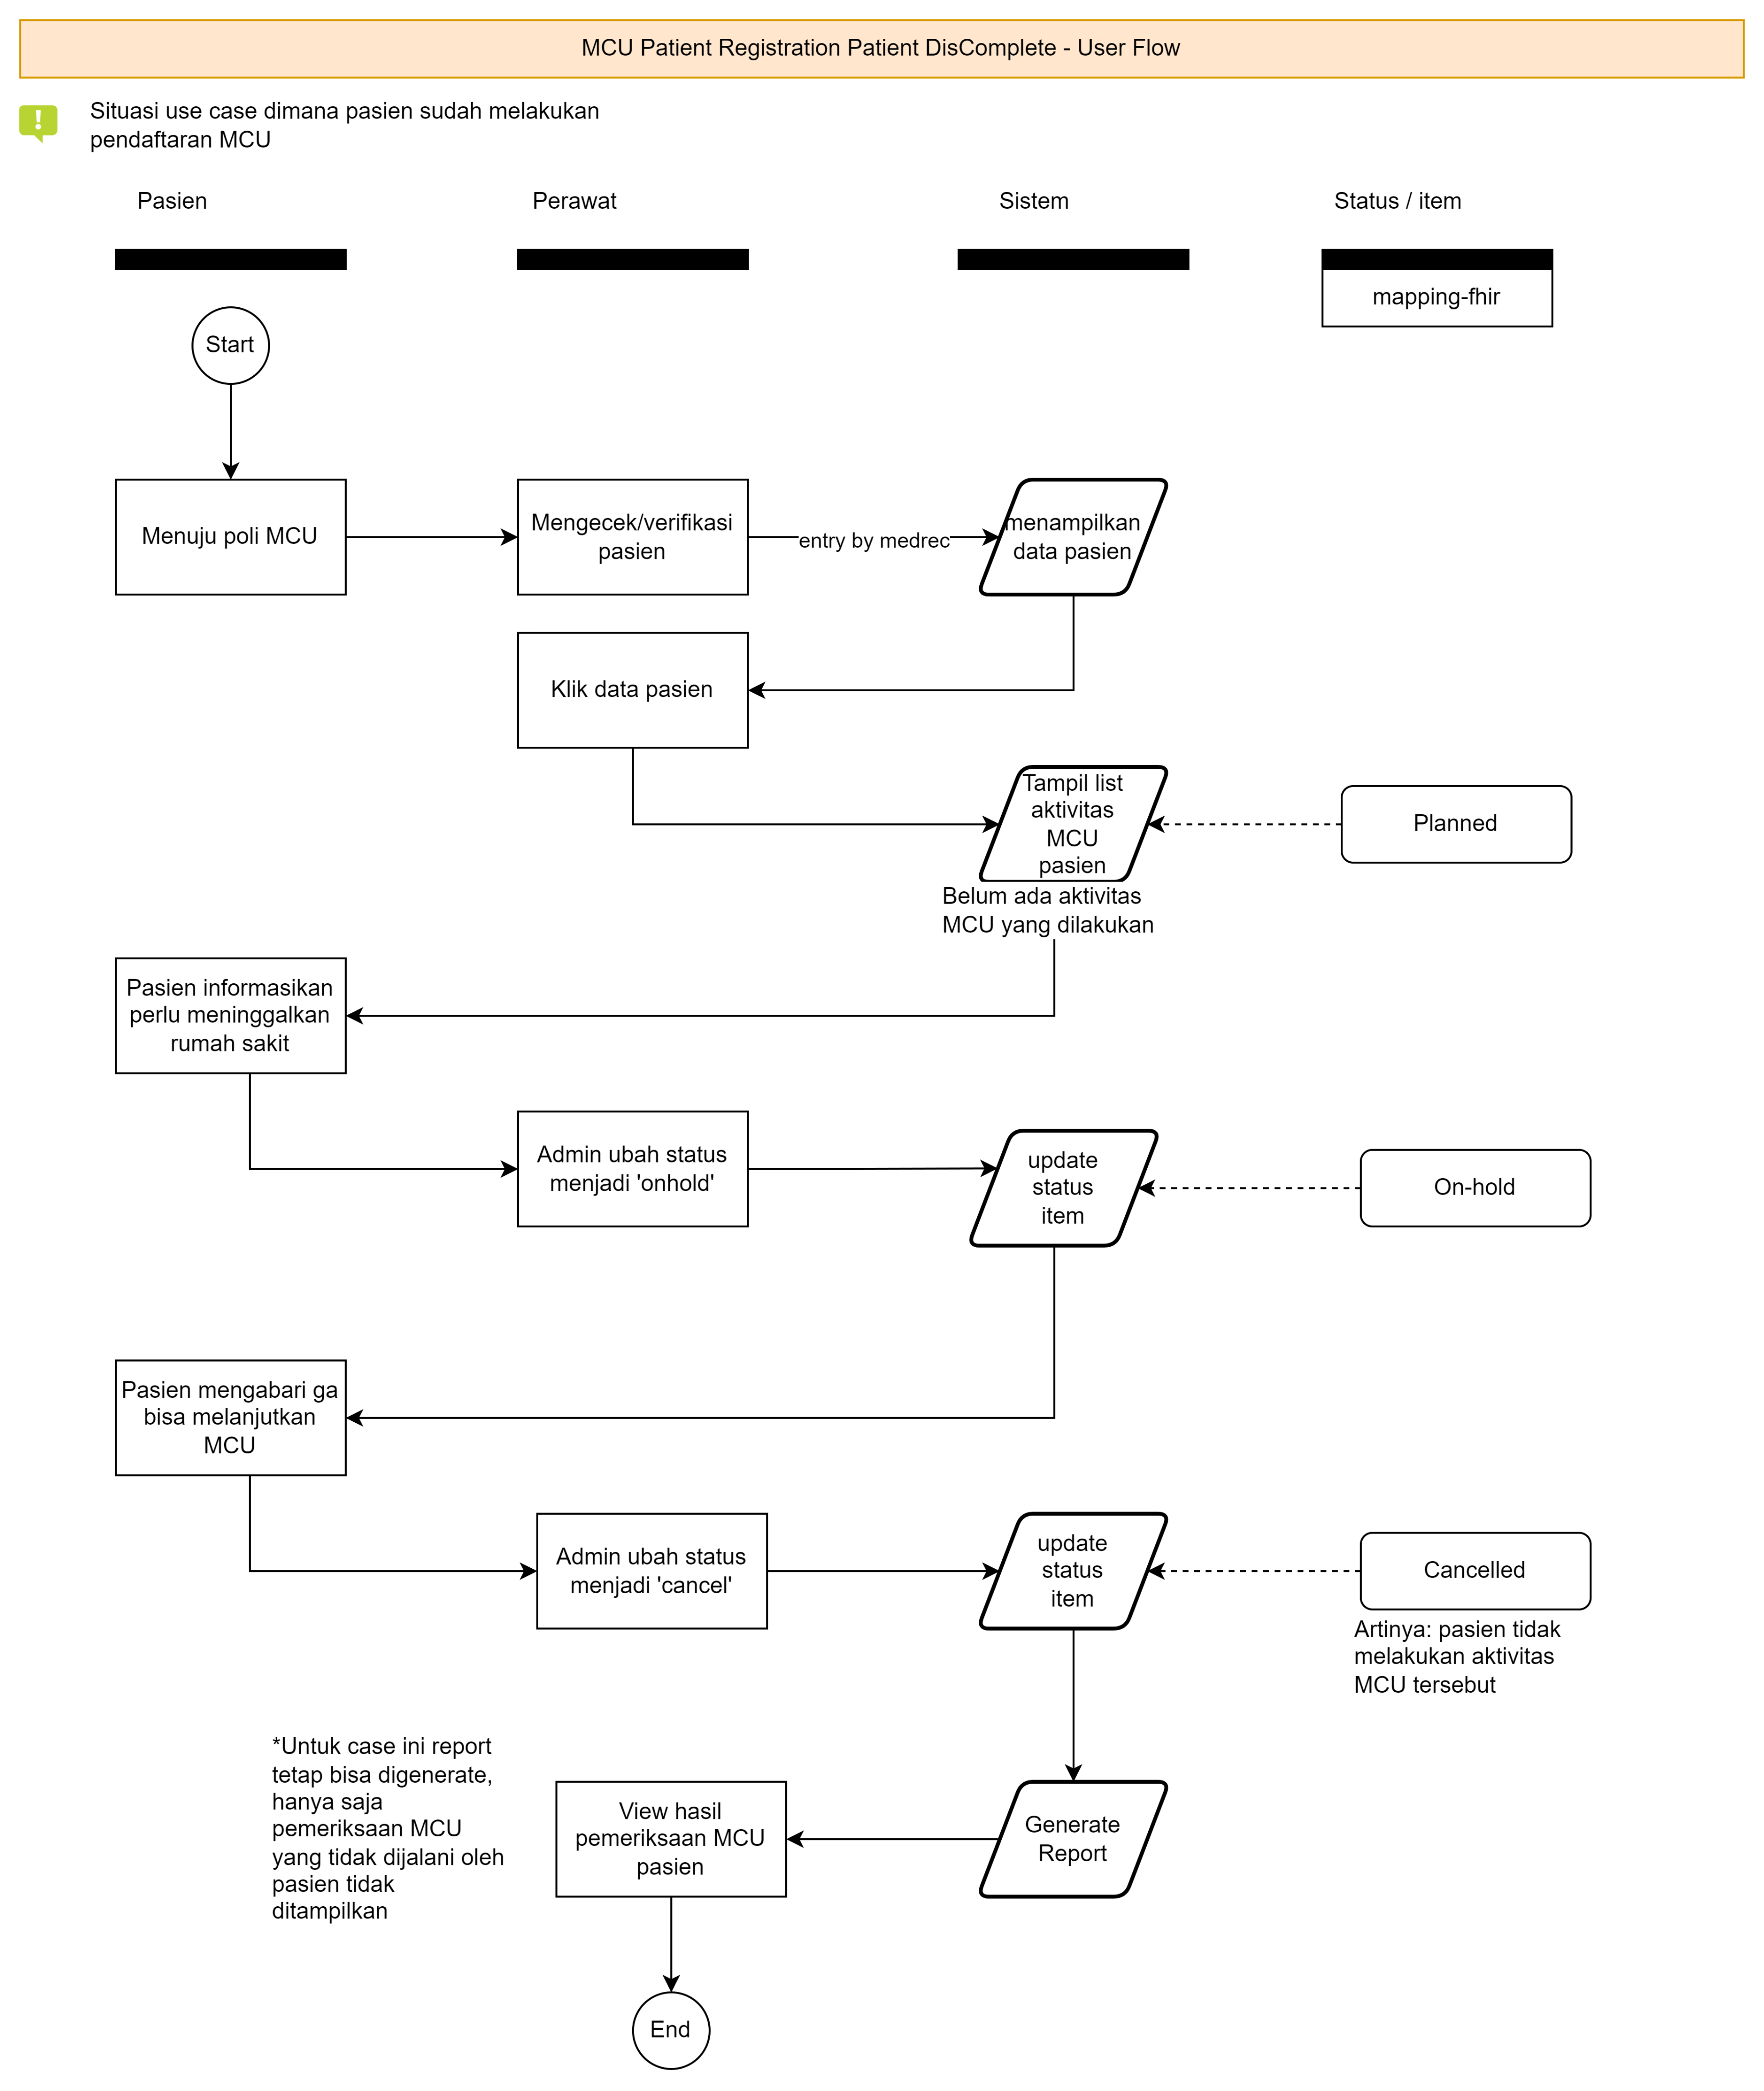 MCU Patient Registration Patient DisComplete - User Flow
Situasi use case dimana pasien sudah melakukan
pendaftaran MCU
Pasien
Perawat
Sistem
Status / item
mapping-fhir
Start
Menuju poli MCU
Mengecek/verifikasi
pasien
entry by medrec
menampilkan
data pasien
Klik data pasien
Tampil list
aktivitas
MCU
pasien
Planned
Belum ada aktivitas
MCU yang dilakukan
Pasien informasikan
perlu meninggalkan
rumah sakit
Admin ubah status
menjadi 'onhold'
update
status
item
On-hold
Pasien mengabari ga
bisa melanjutkan
MCU
Admin ubah status
menjadi 'cancel'
update
status
item
Cancelled
Artinya: pasien tidak
melakukan aktivitas
MCU tersebut
*Untuk case ini report
tetap bisa digenerate,
hanya saja
pemeriksaan MCU
yang tidak dijalani oleh
pasien tidak
ditampilkan
View hasil
pemeriksaan MCU
pasien
Generate
Report
End